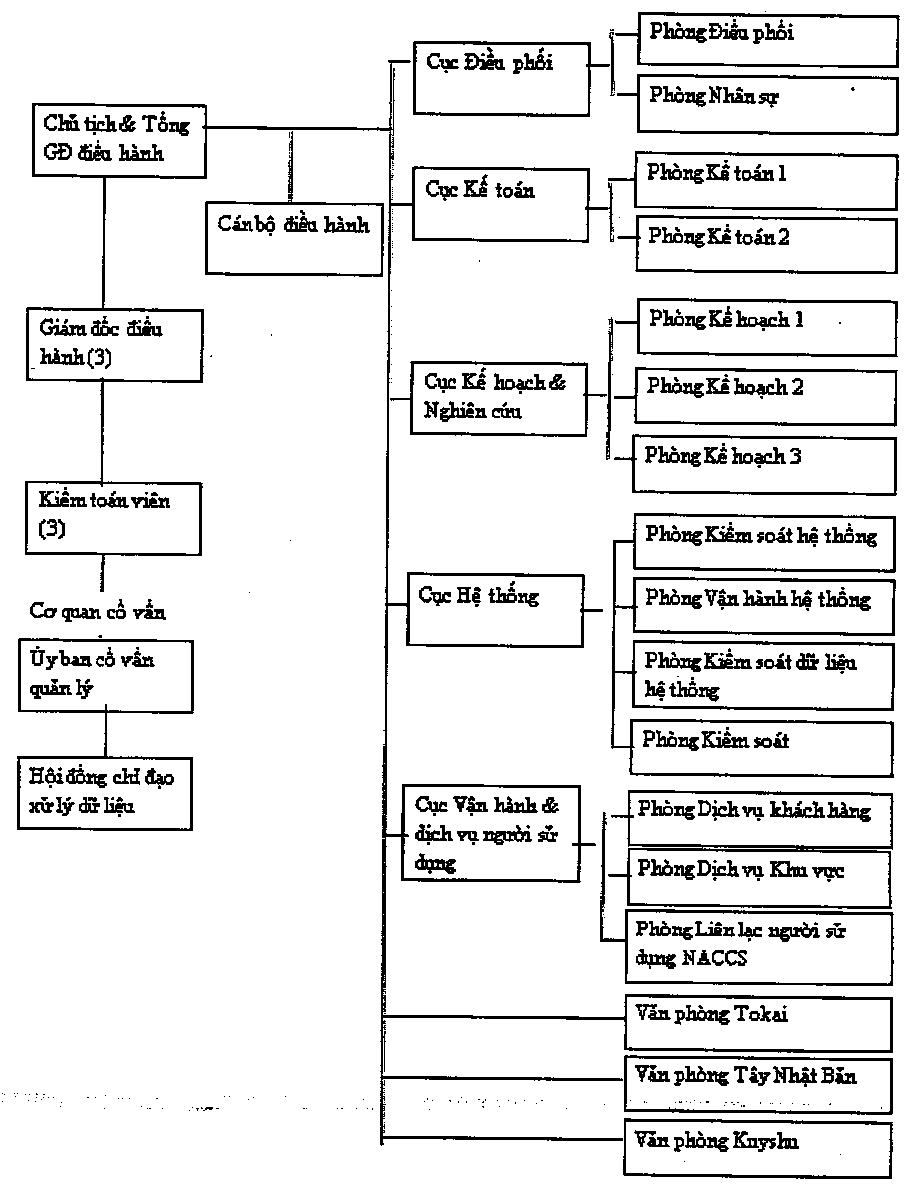 Chủ tịch & Tổng
GĐ điều hành
Cán bộ điều hành
Giám đốc điều
hành (3)
Kiểm toán viên
(3)
Cơ quan cố vấn
Ủy ban cố vấn
quản lý
Hội đồng chỉ đạo
xử lý dữ liệu
Cục Điều phối
Phòng Điều phối
Phòng Nhân sự
Cục Kế toán
Phòng Kế toán 1
Phòng Kế toán 2
Cục Kế hoạch &
Nghiên cứu
Phòng Kế hoạch 1
Phòng Kế hoạch 2
Phòng Kế hoạch 3
Cục Hệ thống
Phòng Kiểm soát hệ thống
Phòng Vận hành hệ thống
Phòng Kiểm soát dữ liệu
hệ thống
Phòng Kiểm soát
Cục Vận hành &
dịch vụ người sử
dụng
Phòng Dịch vụ khách hàng
Phòng Dịch vụ Khu vực
Phòng Liên lạc người sử
dụng NACCS
Văn phòng Tokai
Văn phòng Tây Nhật Bản
Văn phòng Knyshu